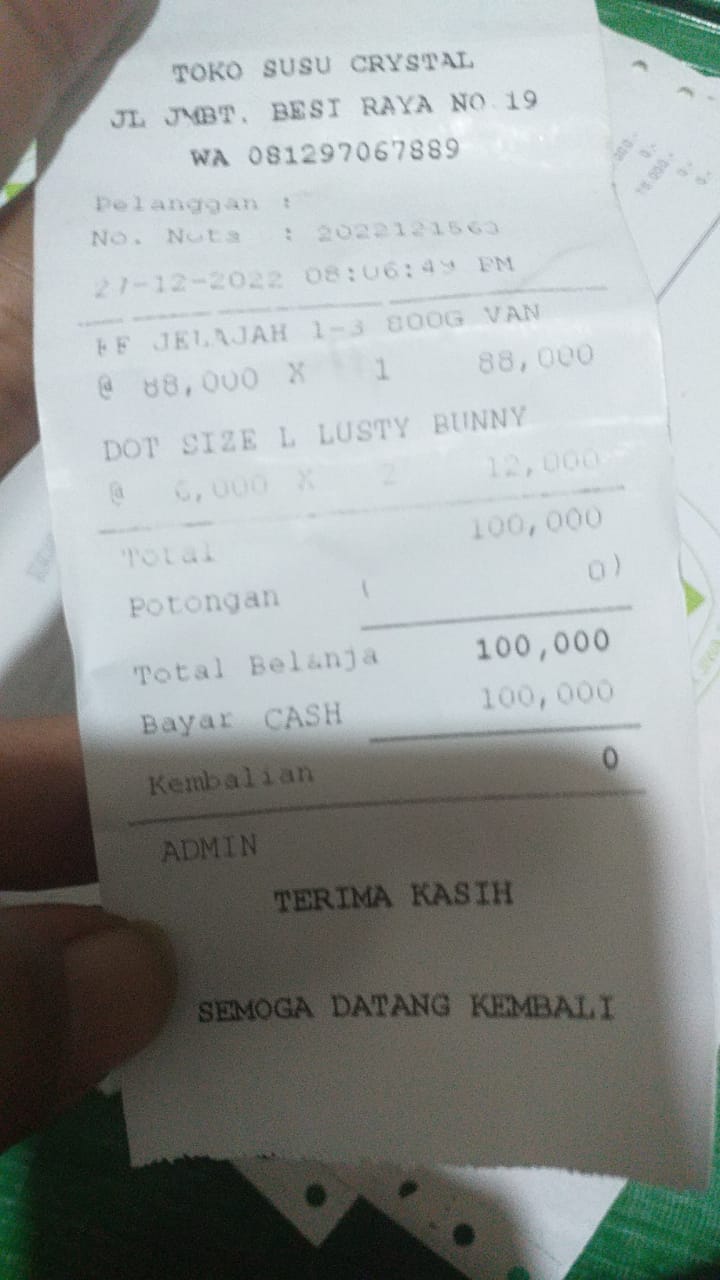 TOKO SUSU CRYSTAL
JL JMBT. BESI RAYA NO.19
WA 081297067889
Pelanggan :
No. Nota : 2022121563
27-12-2022 08:06:49 PM
FF JELAJAH 1-3 800G VAN
@ 88,000 X 1 88,000
DOT SIZE L LUSTY BUNNY
@ 6,000 X 2 12,000
Total 100,000
Potongan ( 0)
Total Belanja 100,000
Bayar CASH 100,000
Kembalian 0
ADMIN
TERIMA KASIH
SEMOGA DATANG KEMBALI